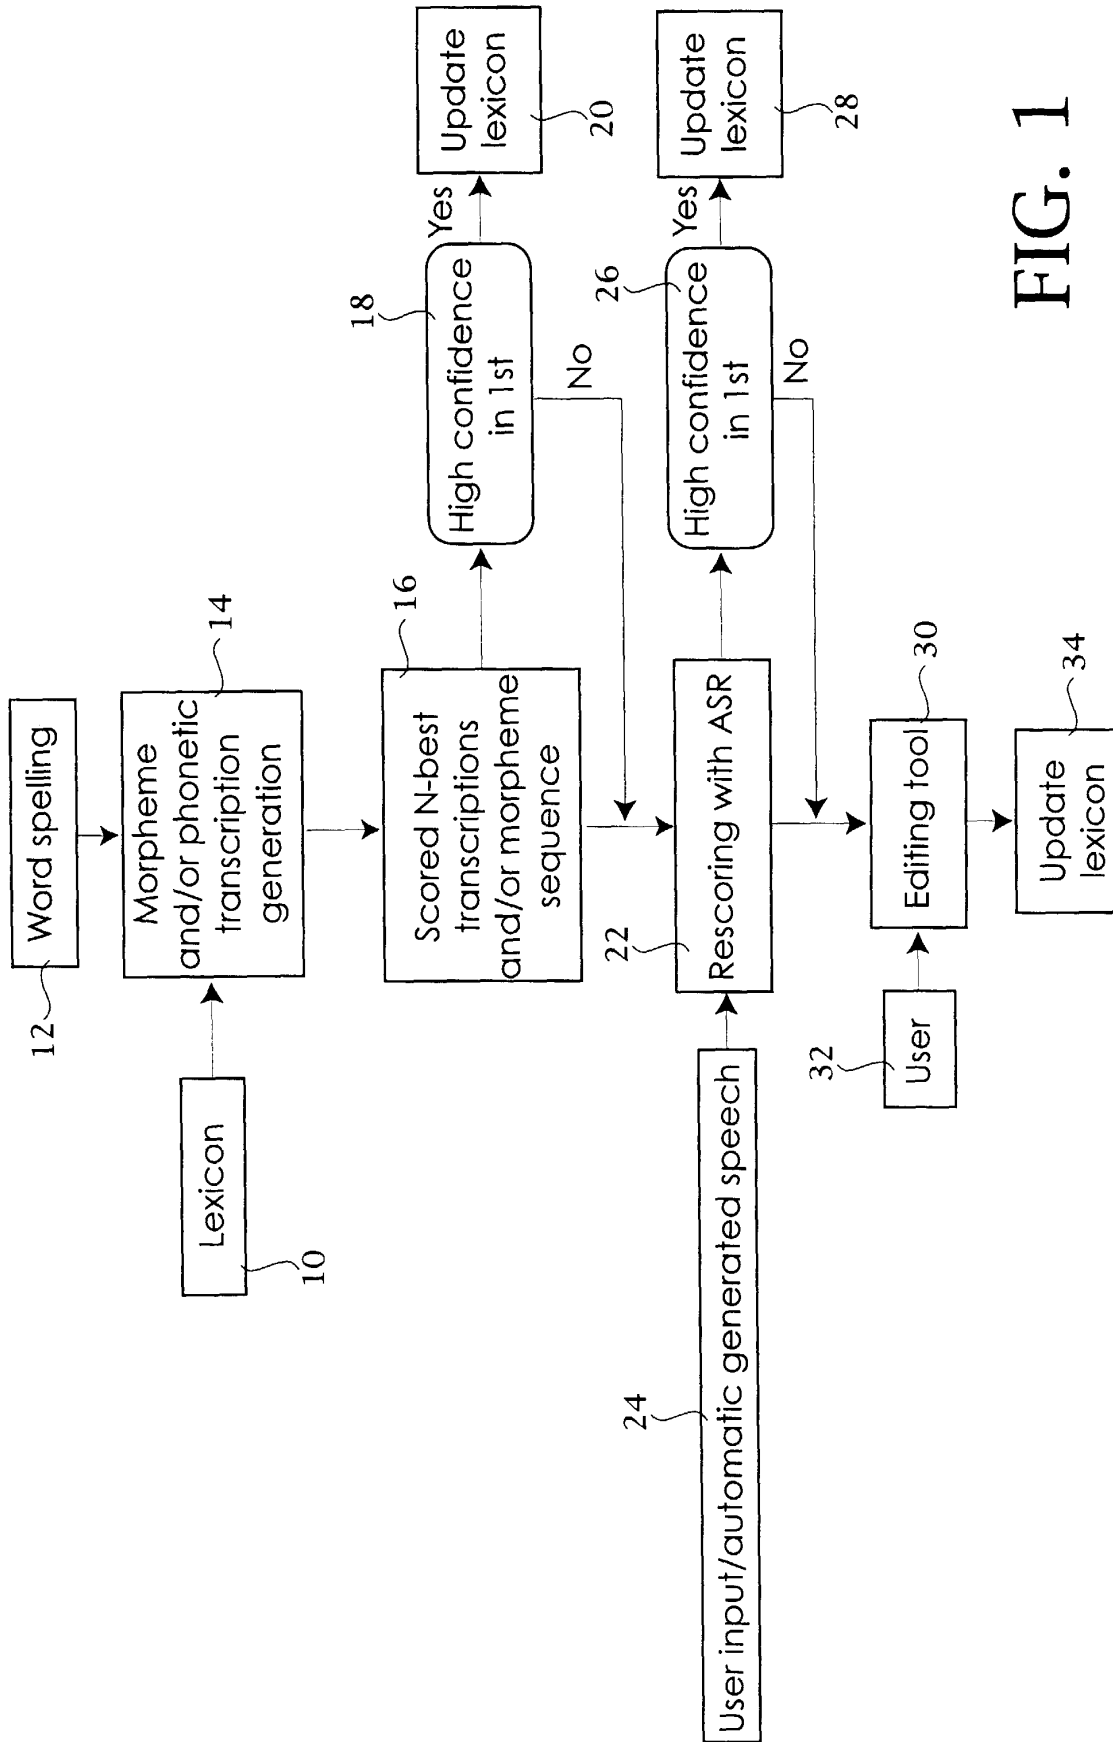 12
Word spelling
Lexicon
10
Morpheme
and/or phonetic
transcription
generation
14
Scored N-best
transcriptions
and/or morpheme
sequence
16
High confidence
in 1st
18
Yes
No
Update
lexicon
20
User input/automatic generated speech
24
Rescoring with ASR
22
High confidence
in 1st
26
Yes
No
Update
lexicon
28
User
32
Editing tool
30
Update
lexicon
34
FIG. 1